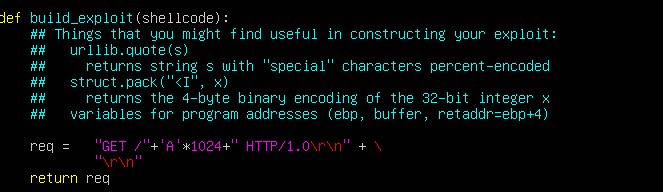 def build_exploit(shellcode):
## Things that you might find useful in constructing your exploit:
## urllib.quote(s)
## returns string s with "special" characters percent-encoded
## struct.pack("<I", x)
## returns the 4-byte binary encoding of the 32-bit integer x
## variables for program addresses (ebp, buffer, retaddr=ebp+4)
req = "GET /"+'A'*1024+" HTTP/1.0\r\n" + \
"\r\n"
return req